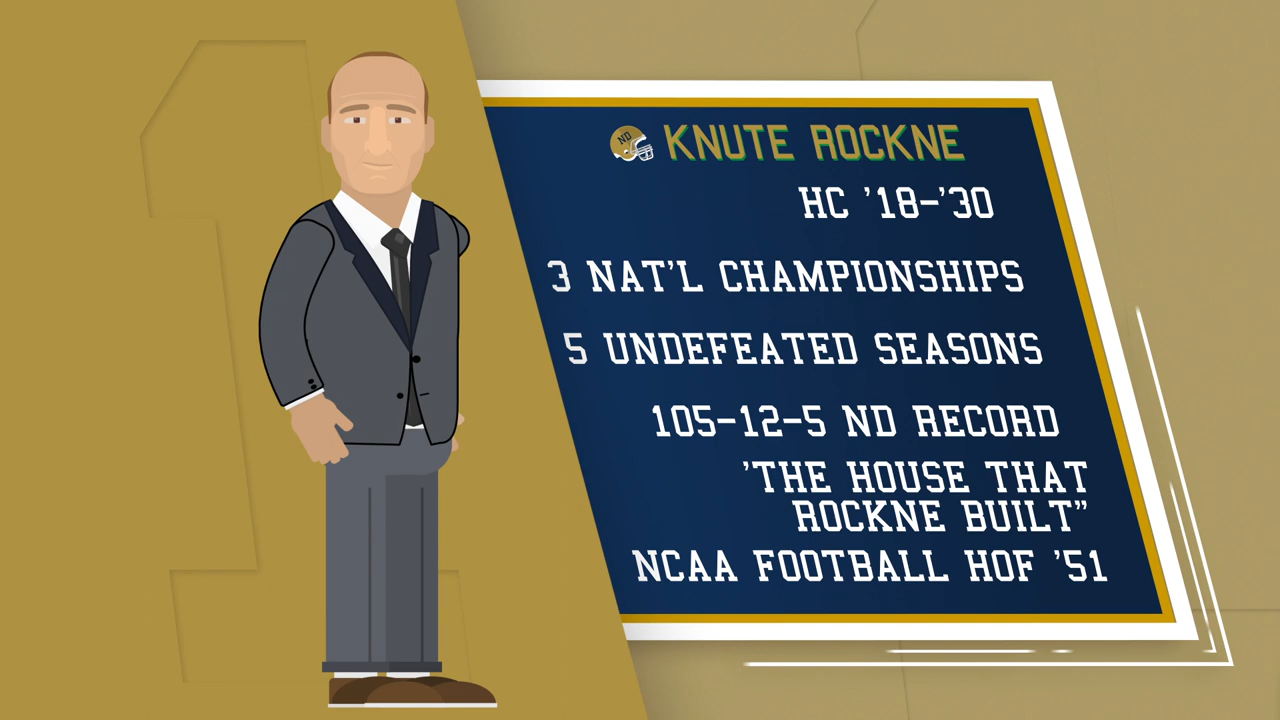 ND
KNUTE ROCKNE
HC '18-'30
3 NAT'L CHAMPIONSHIPS
5 UNDEFEATED SEASONS
105-12-5 ND RECORD
'THE HOUSE THAT
ROCKNE BUILT"
NCAA FOOTBALL HOF '51